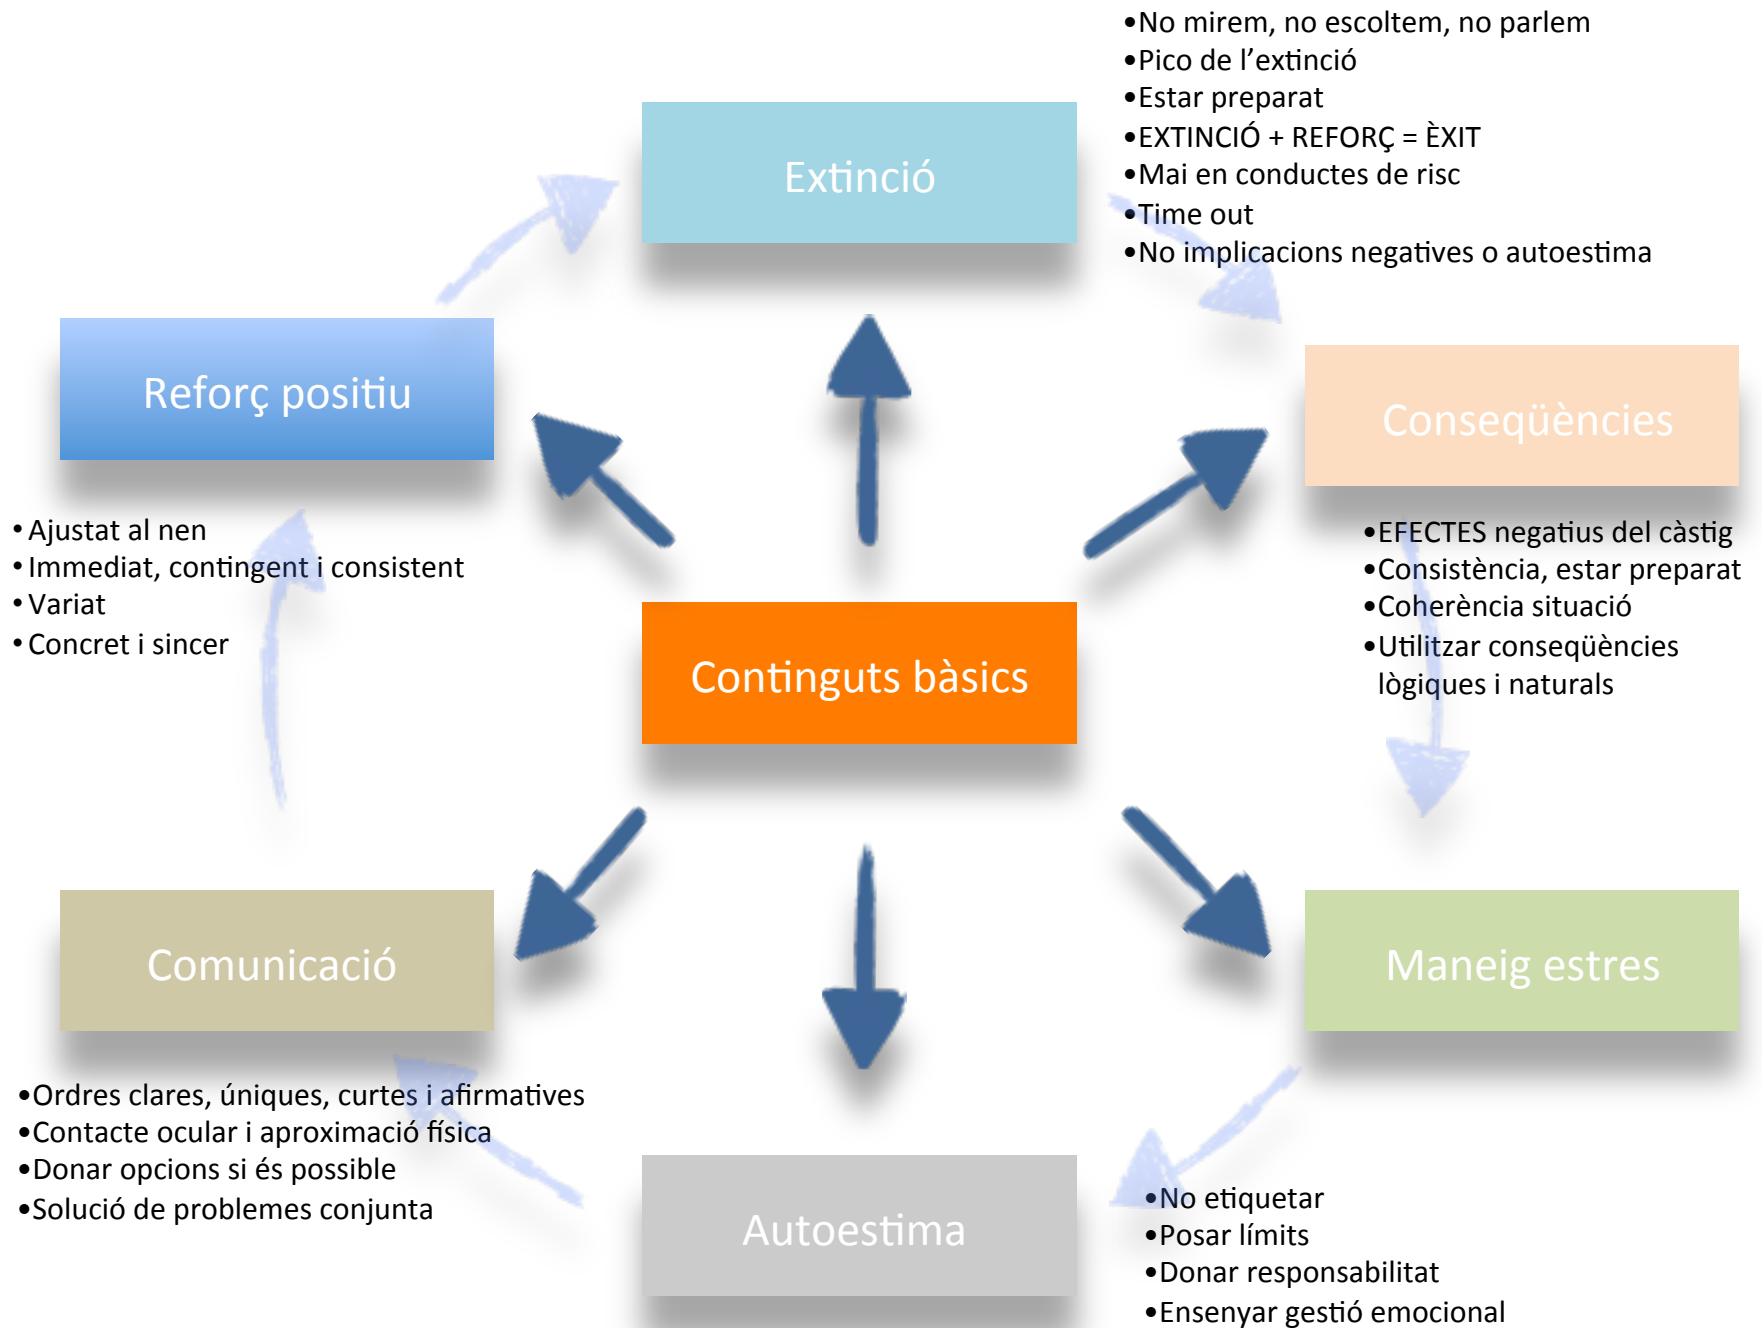 •No mirem, no escoltem, no parlem
•Pico de l’extinció
•Estar preparat
•EXTINCIÓ + REFORÇ = ÈXIT
•Mai en conductes de risc
•Time out
•No implicacions negatives o autoestima
Extinció
Reforç positiu
•Ajustat al nen
•Immediat, contingent i consistent
•Variat
•Concret i sincer
Conseqüències
•EFECTES negatius del càstig
•Consistència, estar preparat
•Coherència situació
•Utilitzar conseqüències
lògiques i naturals
Continguts bàsics
Comunicació
•Ordres clares, úniques, curtes i afirmatives
•Contacte ocular i aproximació física
•Donar opcions si és possible
•Solució de problemes conjunta
Maneig estres
Autoestima
•No etiquetar
•Posar límits
•Donar responsabilitat
•Ensenyar gestió emocional